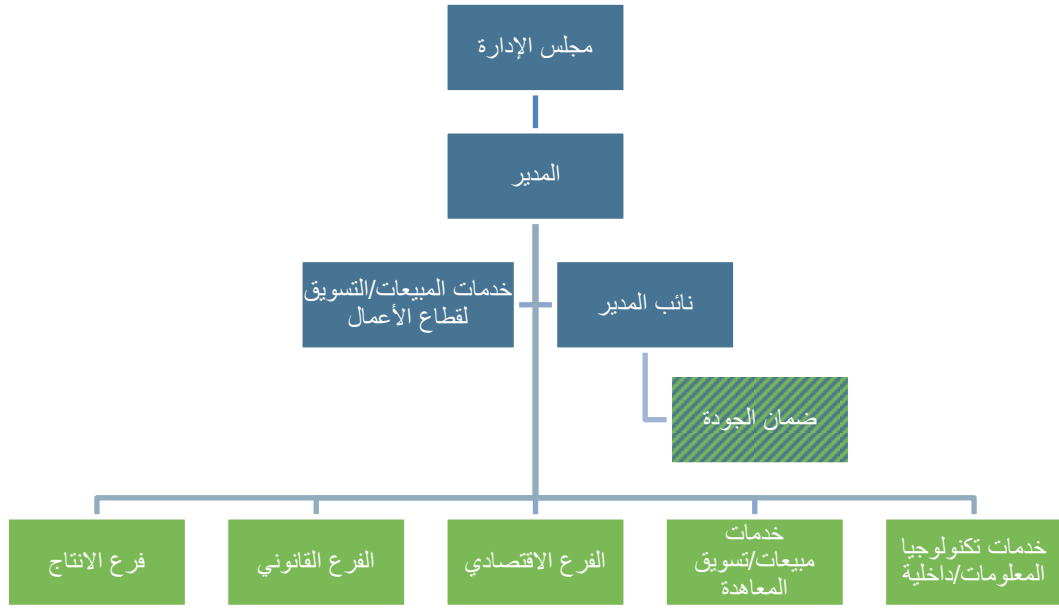 مجلس الإدارة
المدير
نائب المدير
خدمات المبيعات/التسويق
لقطاع الأعمال
ضمان الجودة
خدمات تكنولوجيا
المعلومات/داخلية
خدمات
مبيعات/تسويق
المعاهدة
الفرع الاقتصادي
الفرع القانوني
فرع الانتاج